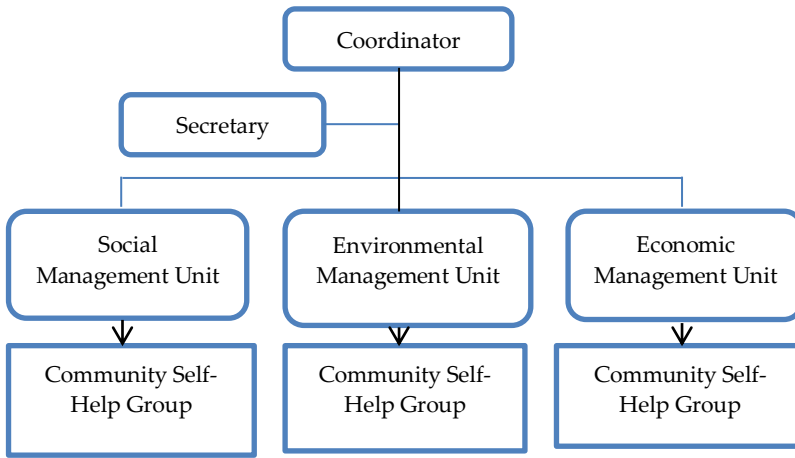 Coordinator
Secretary
Social
Management Unit
Environmental
Management Unit
Economic
Management Unit
Community Self-
Help Group
Community Self-
Help Group
Community Self-
Help Group